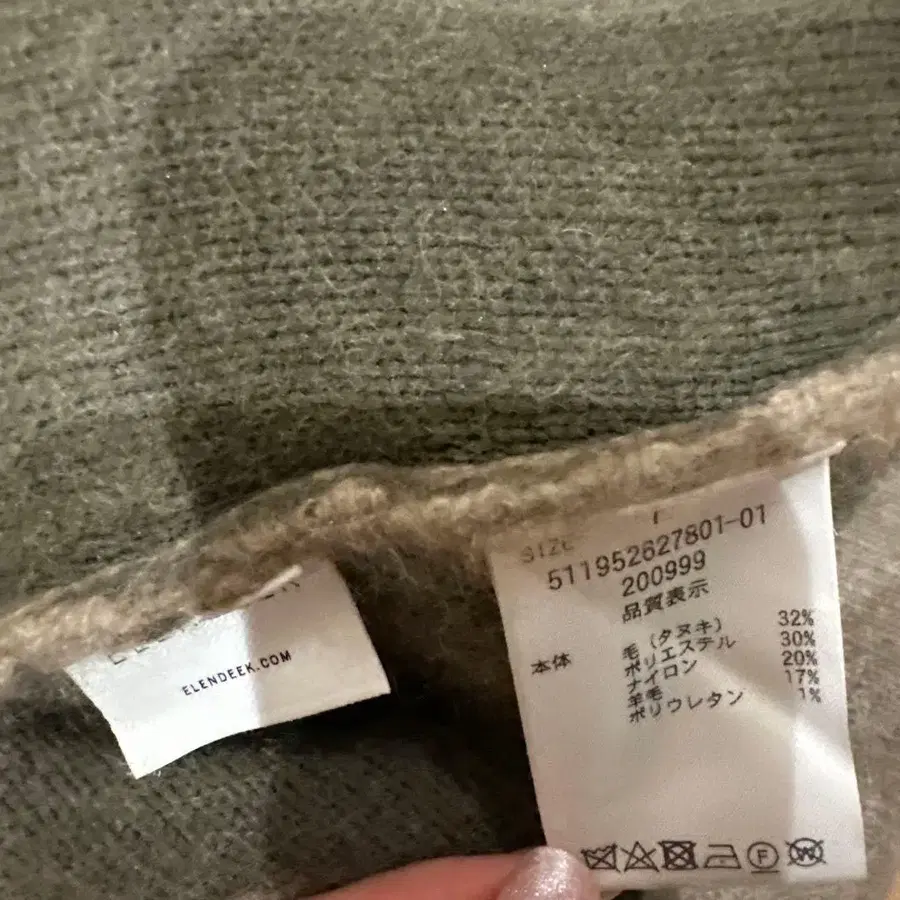 ELENDEEK.COM
SIZE
511952627801-01
200999
品質表示
本体
毛(タヌキ) 32%
ポリエステル 30%
ナイロン 20%
羊毛 17%
ポリウレタン 1%
F
W